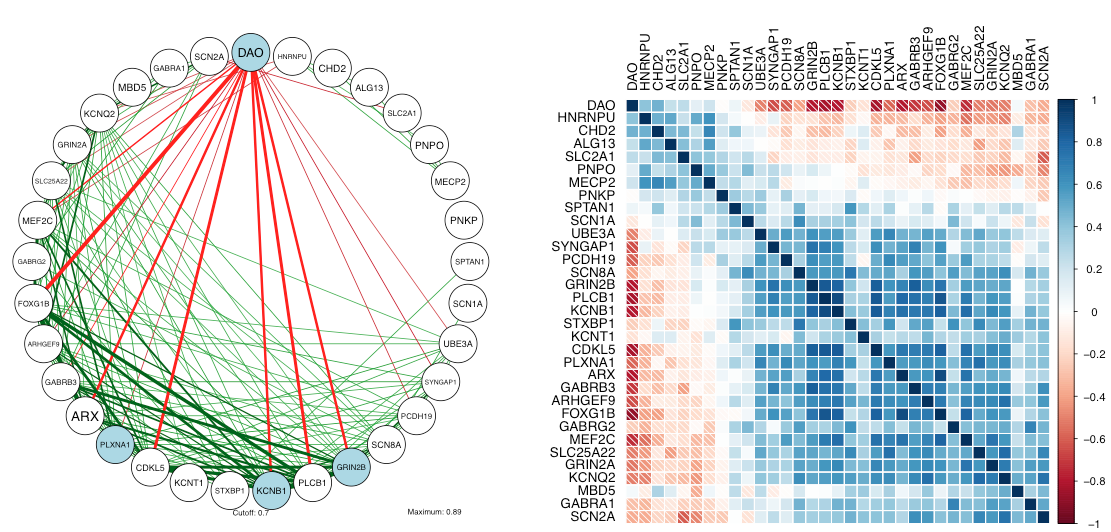 DAO
HNRNPU
CHD2
ALG13
SLC2A1
PNPO
MECP2
PNKP
SPTAN1
SCN1A
UBE3A
SYNGAP1
PCDH19
SCN8A
GRIN2B
PLCB1
KCNB1
STXBP1
KCNT1
CDKL5
PLXNA1
ARX
GABRB3
ARHGEF9
FOXG1B
GABRG2
MEF2C
SLC25A22
GRIN2A
KCNQ2
MBD5
GABRA1
SCN2A
Cutoff: 0.7
Maximum: 0.89
DAO
HNRNPU
CHD2
ALG13
SLC2A1
PNPO
MECP2
PNKP
SPTAN1
SCN1A
UBE3A
SYNGAP1
PCDH19
SCN8A
GRIN2B
PLCB1
KCNB1
STXBP1
KCNT1
CDKL5
PLXNA1
ARX
GABRB3
ARHGEF9
FOXG1B
GABRG2
MEF2C
SLC25A22
GRIN2A
KCNQ2
MBD5
GABRA1
SCN2A
DAO
HNRNPU
CHD2
ALG13
SLC2A1
PNPO
MECP2
PNKP
SPTAN1
SCN1A
UBE3A
SYNGAP1
PCDH19
SCN8A
GRIN2B
PLCB1
KCNB1
STXBP1
KCNT1
CDKL5
PLXNA1
ARX
GABRB3
ARHGEF9
FOXG1B
GABRG2
MEF2C
SLC25A22
GRIN2A
KCNQ2
MBD5
GABRA1
SCN2A
1
0.8
0.6
0.4
0.2
0
−0.2
−0.4
−0.6
−0.8
−1